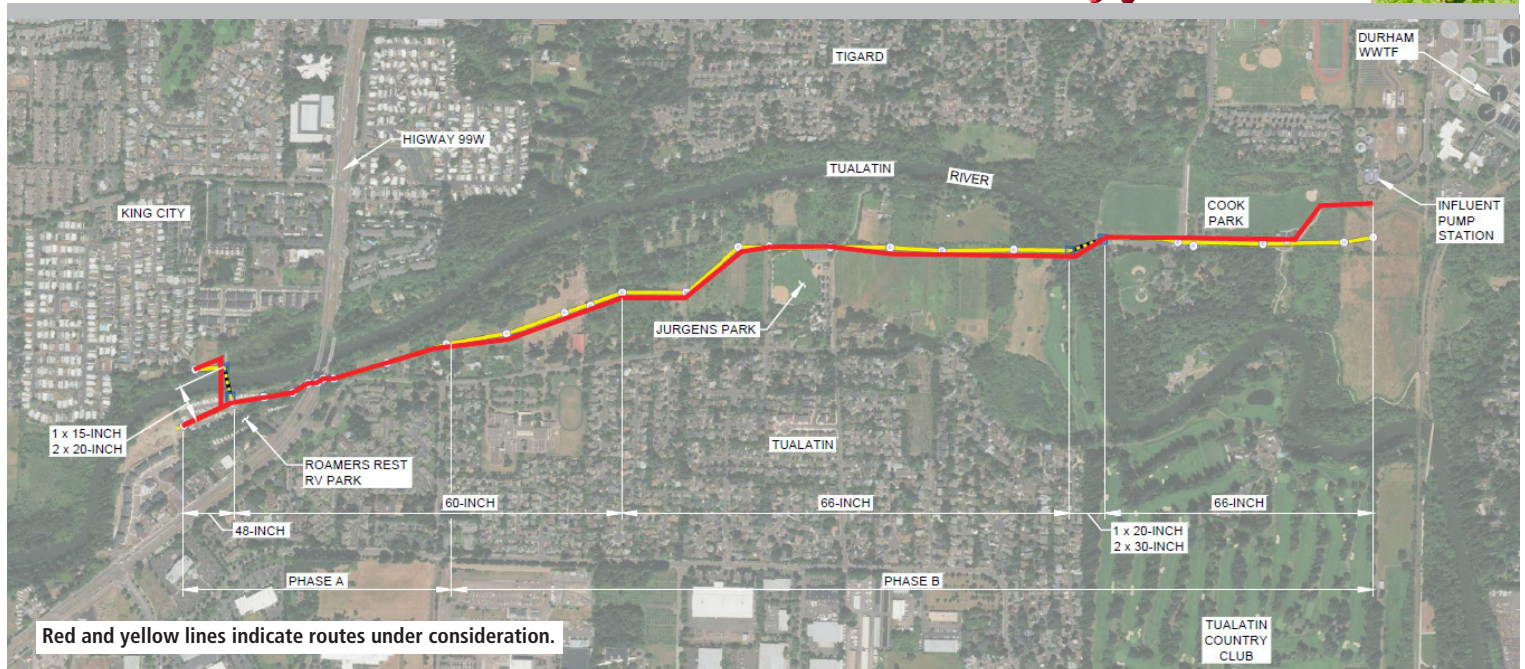 DURHAM
WWTF
TIGARD
HIGWAY 99W
TUALATIN
RIVER
KING CITY
COOK
PARK
INFLUENT
PUMP
STATION
JURGENS PARK
1 x 15-INCH
2 x 20-INCH
TUALATIN
ROAMERS REST
RV PARK
60-INCH
66-INCH
66-INCH
48-INCH
1 x 20-INCH
2 x 30-INCH
PHASE A
PHASE B
TUALATIN
COUNTRY
CLUB
Red and yellow lines indicate routes under consideration.